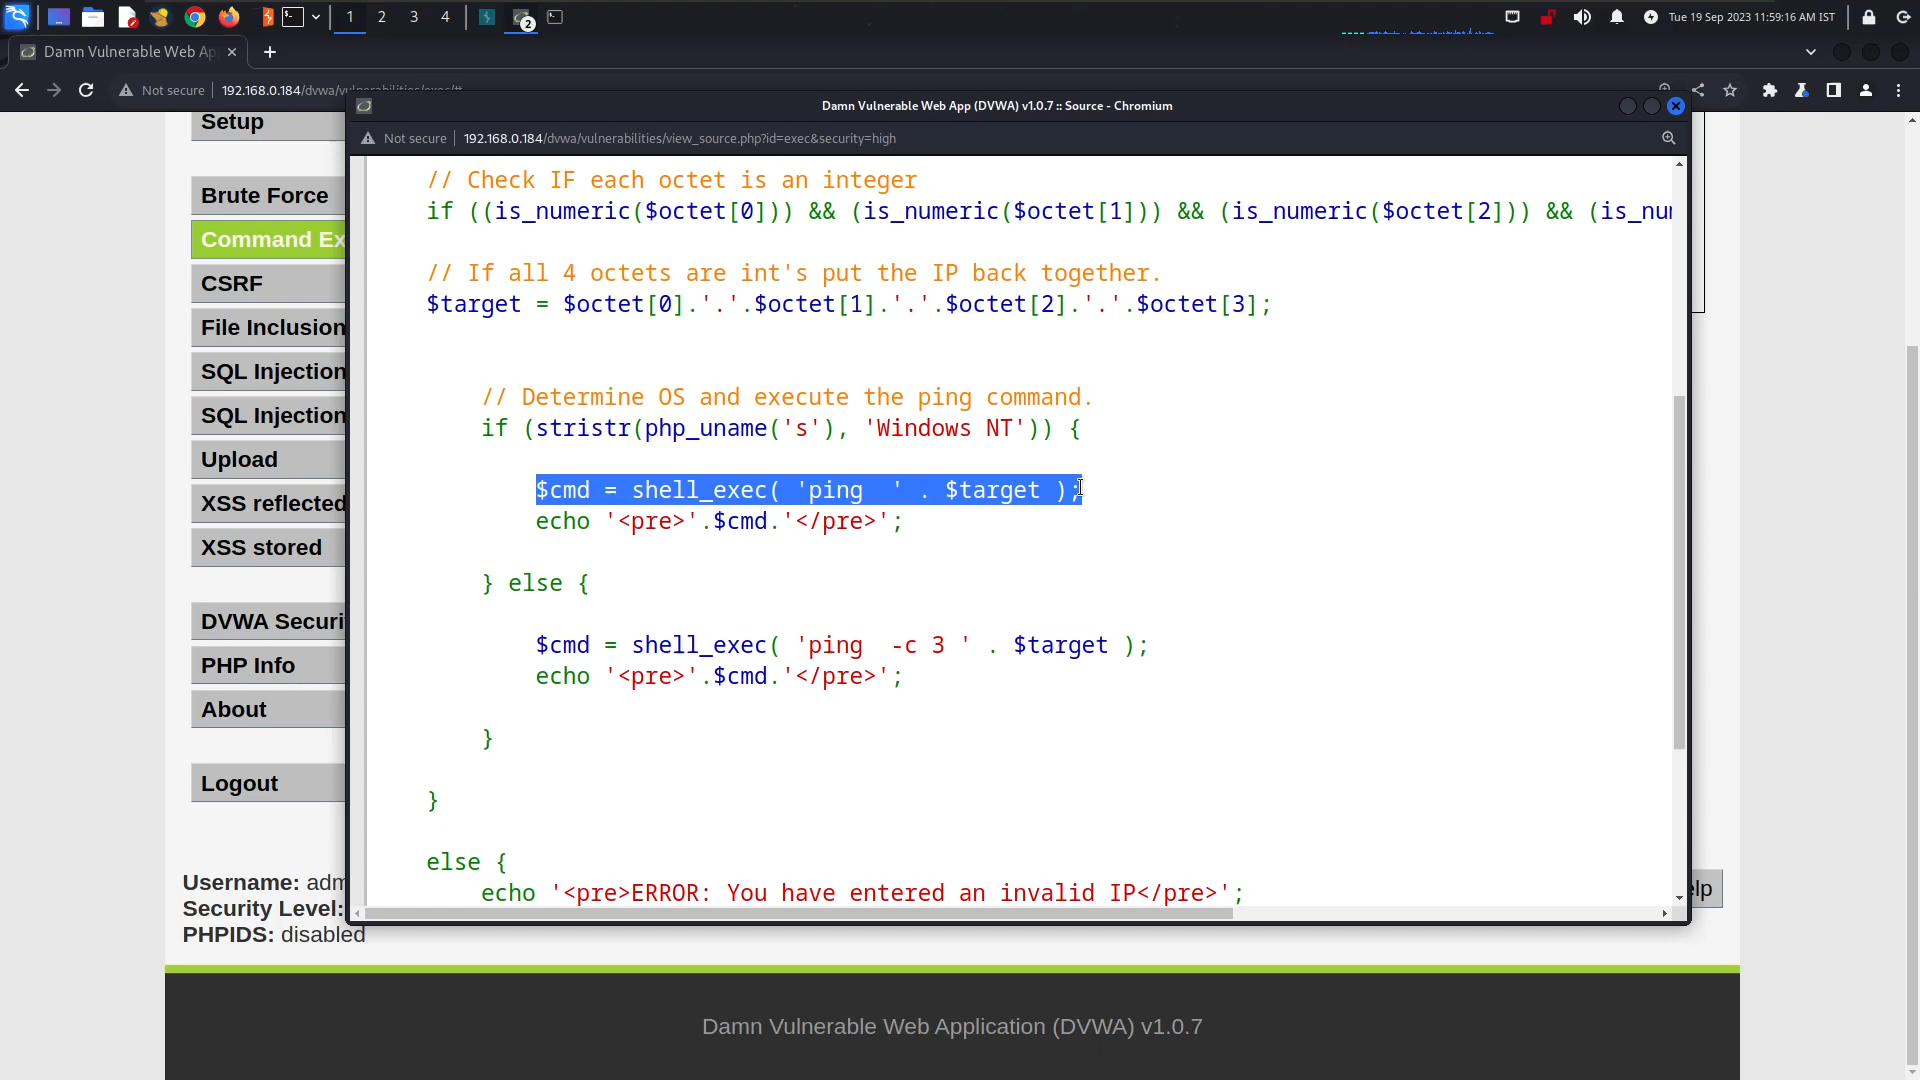 1 2 3 4 2 Tue 19 Sep 2023 11:59:16 AM IST
Damn Vulnerable Web Ap
Not secure 192.168.0.184/dvwa/vulnerabilities/exec/#
Damn Vulnerable Web App (DVWA) v1.0.7 :: Source - Chromium
Not secure 192.168.0.184/dvwa/vulnerabilities/view_source.php?id=exec&security=high
Setup
Brute Force
Command Ex
CSRF
File Inclusion
SQL Injection
SQL Injection
Upload
XSS reflected
XSS stored
DVWA Securi
PHP Info
About
Logout
// Check IF each octet is an integer
if ((is_numeric($octet[0])) && (is_numeric($octet[1])) && (is_numeric($octet[2])) && (is_num
// If all 4 octets are int's put the IP back together.
$target = $octet[0].'.'.$octet[1].'.'.$octet[2].'.'.$octet[3];
// Determine OS and execute the ping command.
if (stristr(php_uname('s'), 'Windows NT')) {
$cmd = shell_exec( 'ping  ' . $target );
echo '<pre>'.$cmd.'</pre>';
} else {
$cmd = shell_exec( 'ping  -c 3 ' . $target );
echo '<pre>'.$cmd.'</pre>';
}
}
else {
echo '<pre>ERROR: You have entered an invalid IP</pre>';
Username: adm
Security Level:
PHPIDS: disabled
elp
Damn Vulnerable Web Application (DVWA) v1.0.7